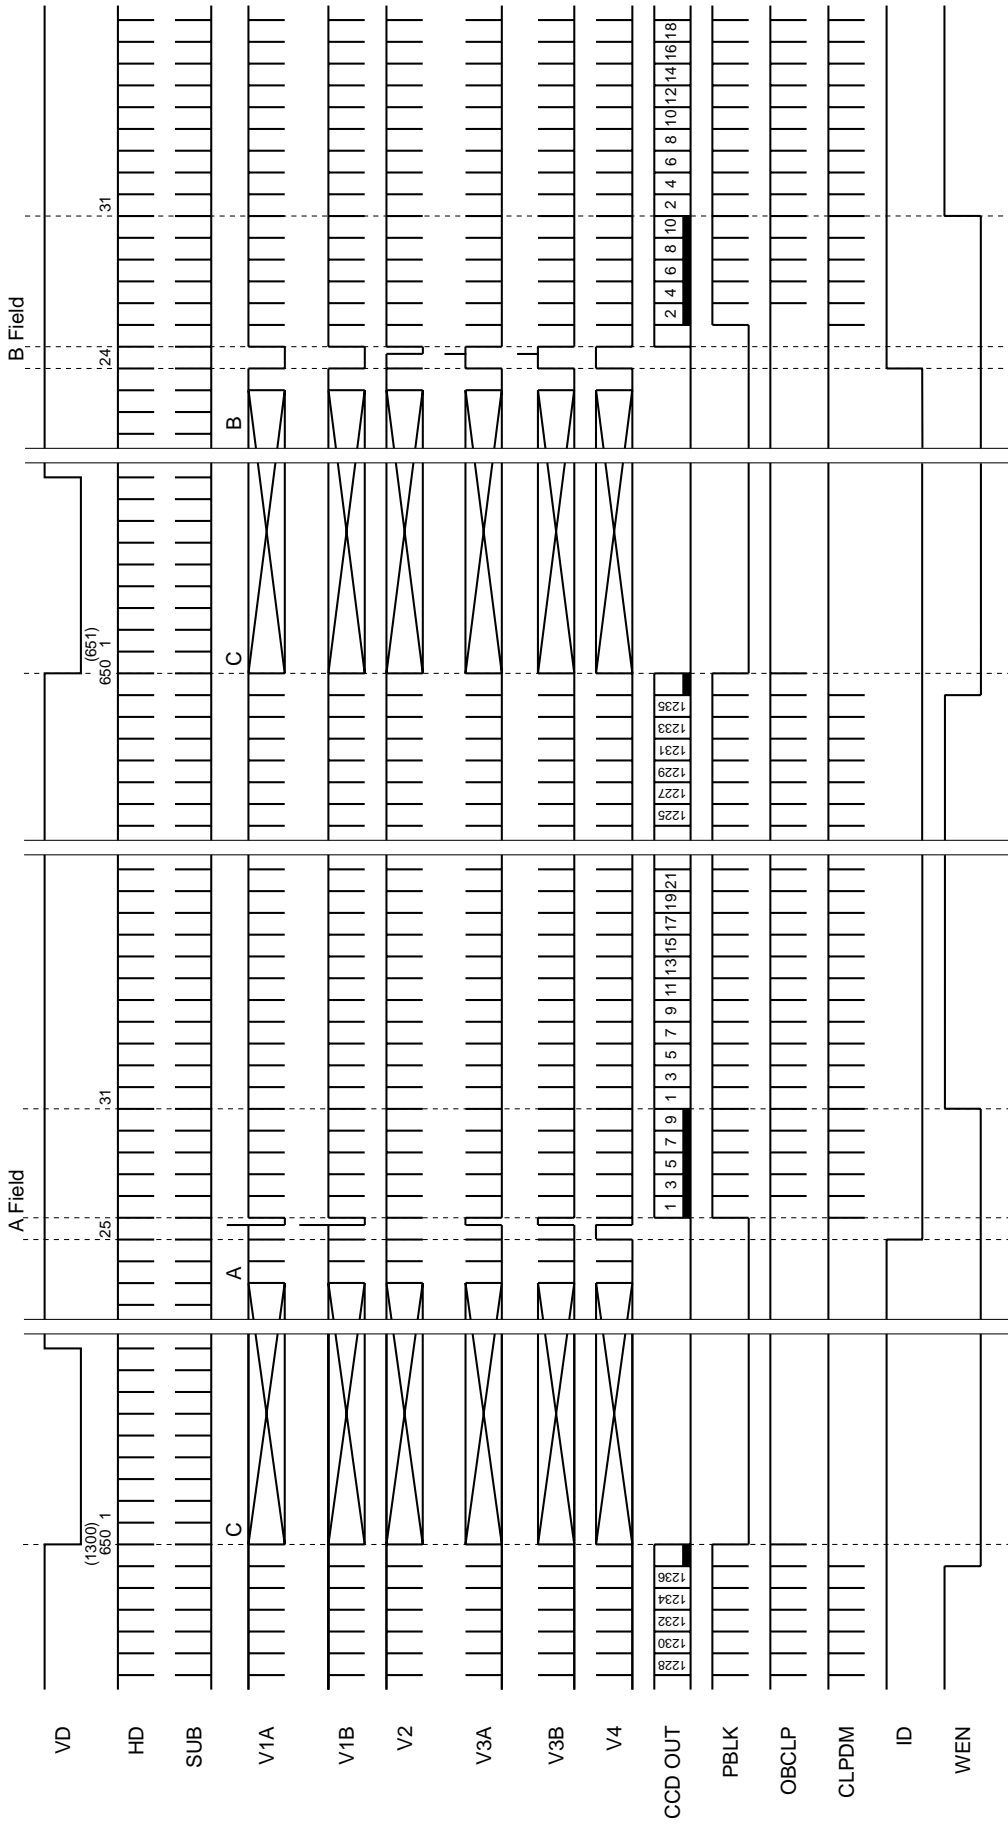 A Field
B Field
VD
(1300)
650 1
25
31
(651)
650 1
24
31
HD
SUB
C
A
C
B
V1A
V1B
V2
V3A
V3B
V4
CCD OUT
1228 1230 1232 1234 1236
1 3 5 7 9 1 3 5 7 9 11 13 15 17 19 21
1225 1227 1229 1231 1233 1235
2 4 6 8 10 2 4 6 8 10 12 14 16 18
PBLK
OBCLP
CLPDM
ID
WEN